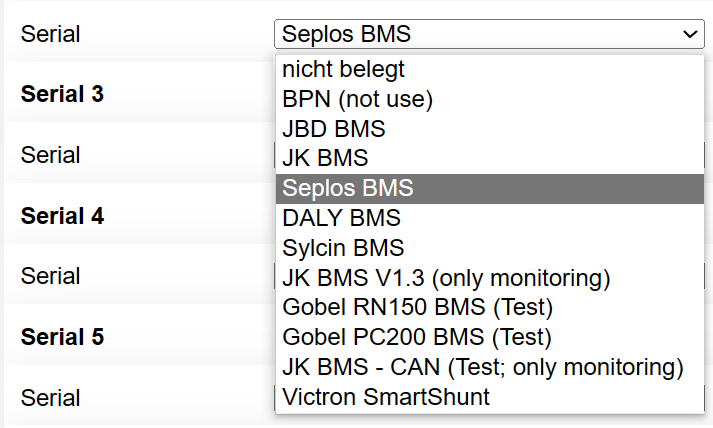 Serial
Seplos BMS
nicht belegt
BPN (not use)
Serial 3
JBD BMS
Serial
JK BMS
Seplos BMS
Serial 4
DALY BMS
Sylcin BMS
Serial
JK BMS V1.3 (only monitoring)
Gobel RN150 BMS (Test)
Serial 5
Gobel PC200 BMS (Test)
JK BMS - CAN (Test; only monitoring)
Serial
Victron SmartShunt